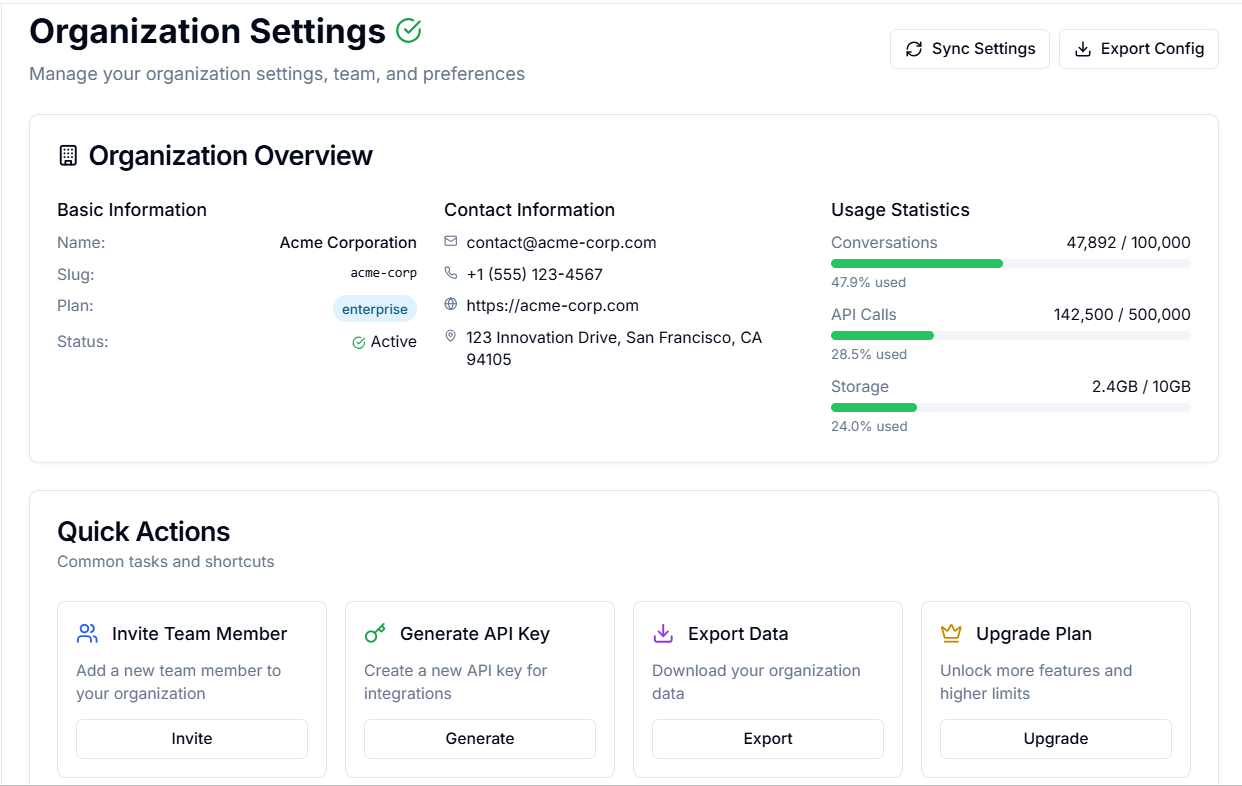 Organization Settings
Manage your organization settings, team, and preferences
Sync Settings
Export Config
Organization Overview
Basic Information
Name: Acme Corporation
Slug: acme-corp
Plan: enterprise
Status: Active
Contact Information
contact@acme-corp.com
+1 (555) 123-4567
https://acme-corp.com
123 Innovation Drive, San Francisco, CA
94105
Usage Statistics
Conversations 47,892 / 100,000
47.9% used
API Calls 142,500 / 500,000
28.5% used
Storage 2.4GB / 10GB
24.0% used
Quick Actions
Common tasks and shortcuts
Invite Team Member
Add a new team member to
your organization
Invite
Generate API Key
Create a new API key for
integrations
Generate
Export Data
Download your organization
data
Export
Upgrade Plan
Unlock more features and
higher limits
Upgrade